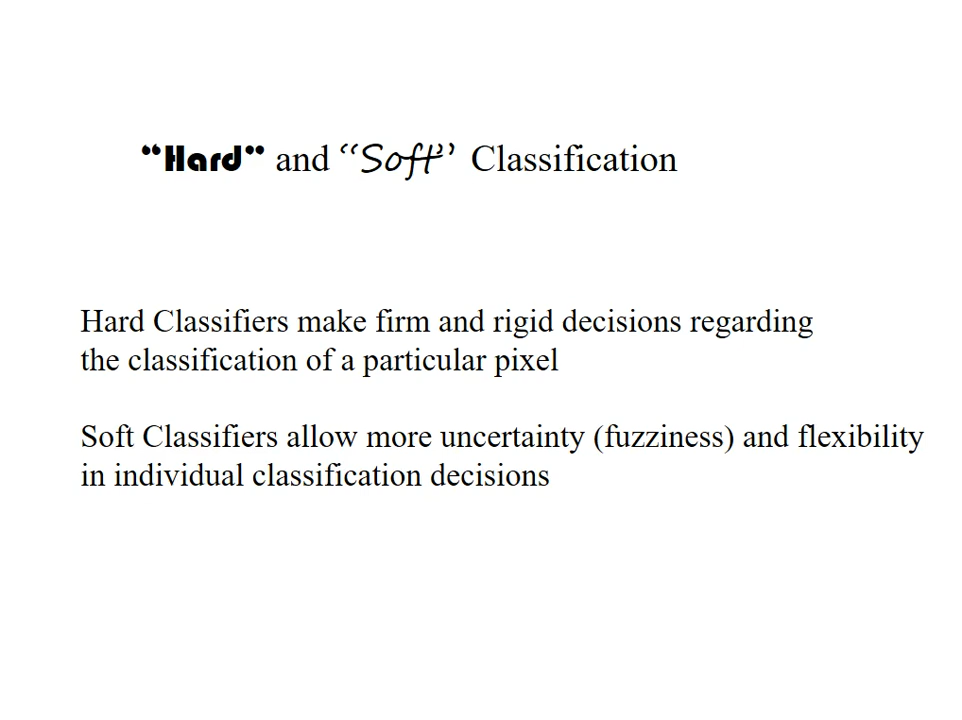 “Hard” and “Soft” Classification
Hard Classifiers make firm and rigid decisions regarding
the classification of a particular pixel
Soft Classifiers allow more uncertainty (fuzziness) and flexibility
in individual classification decisions